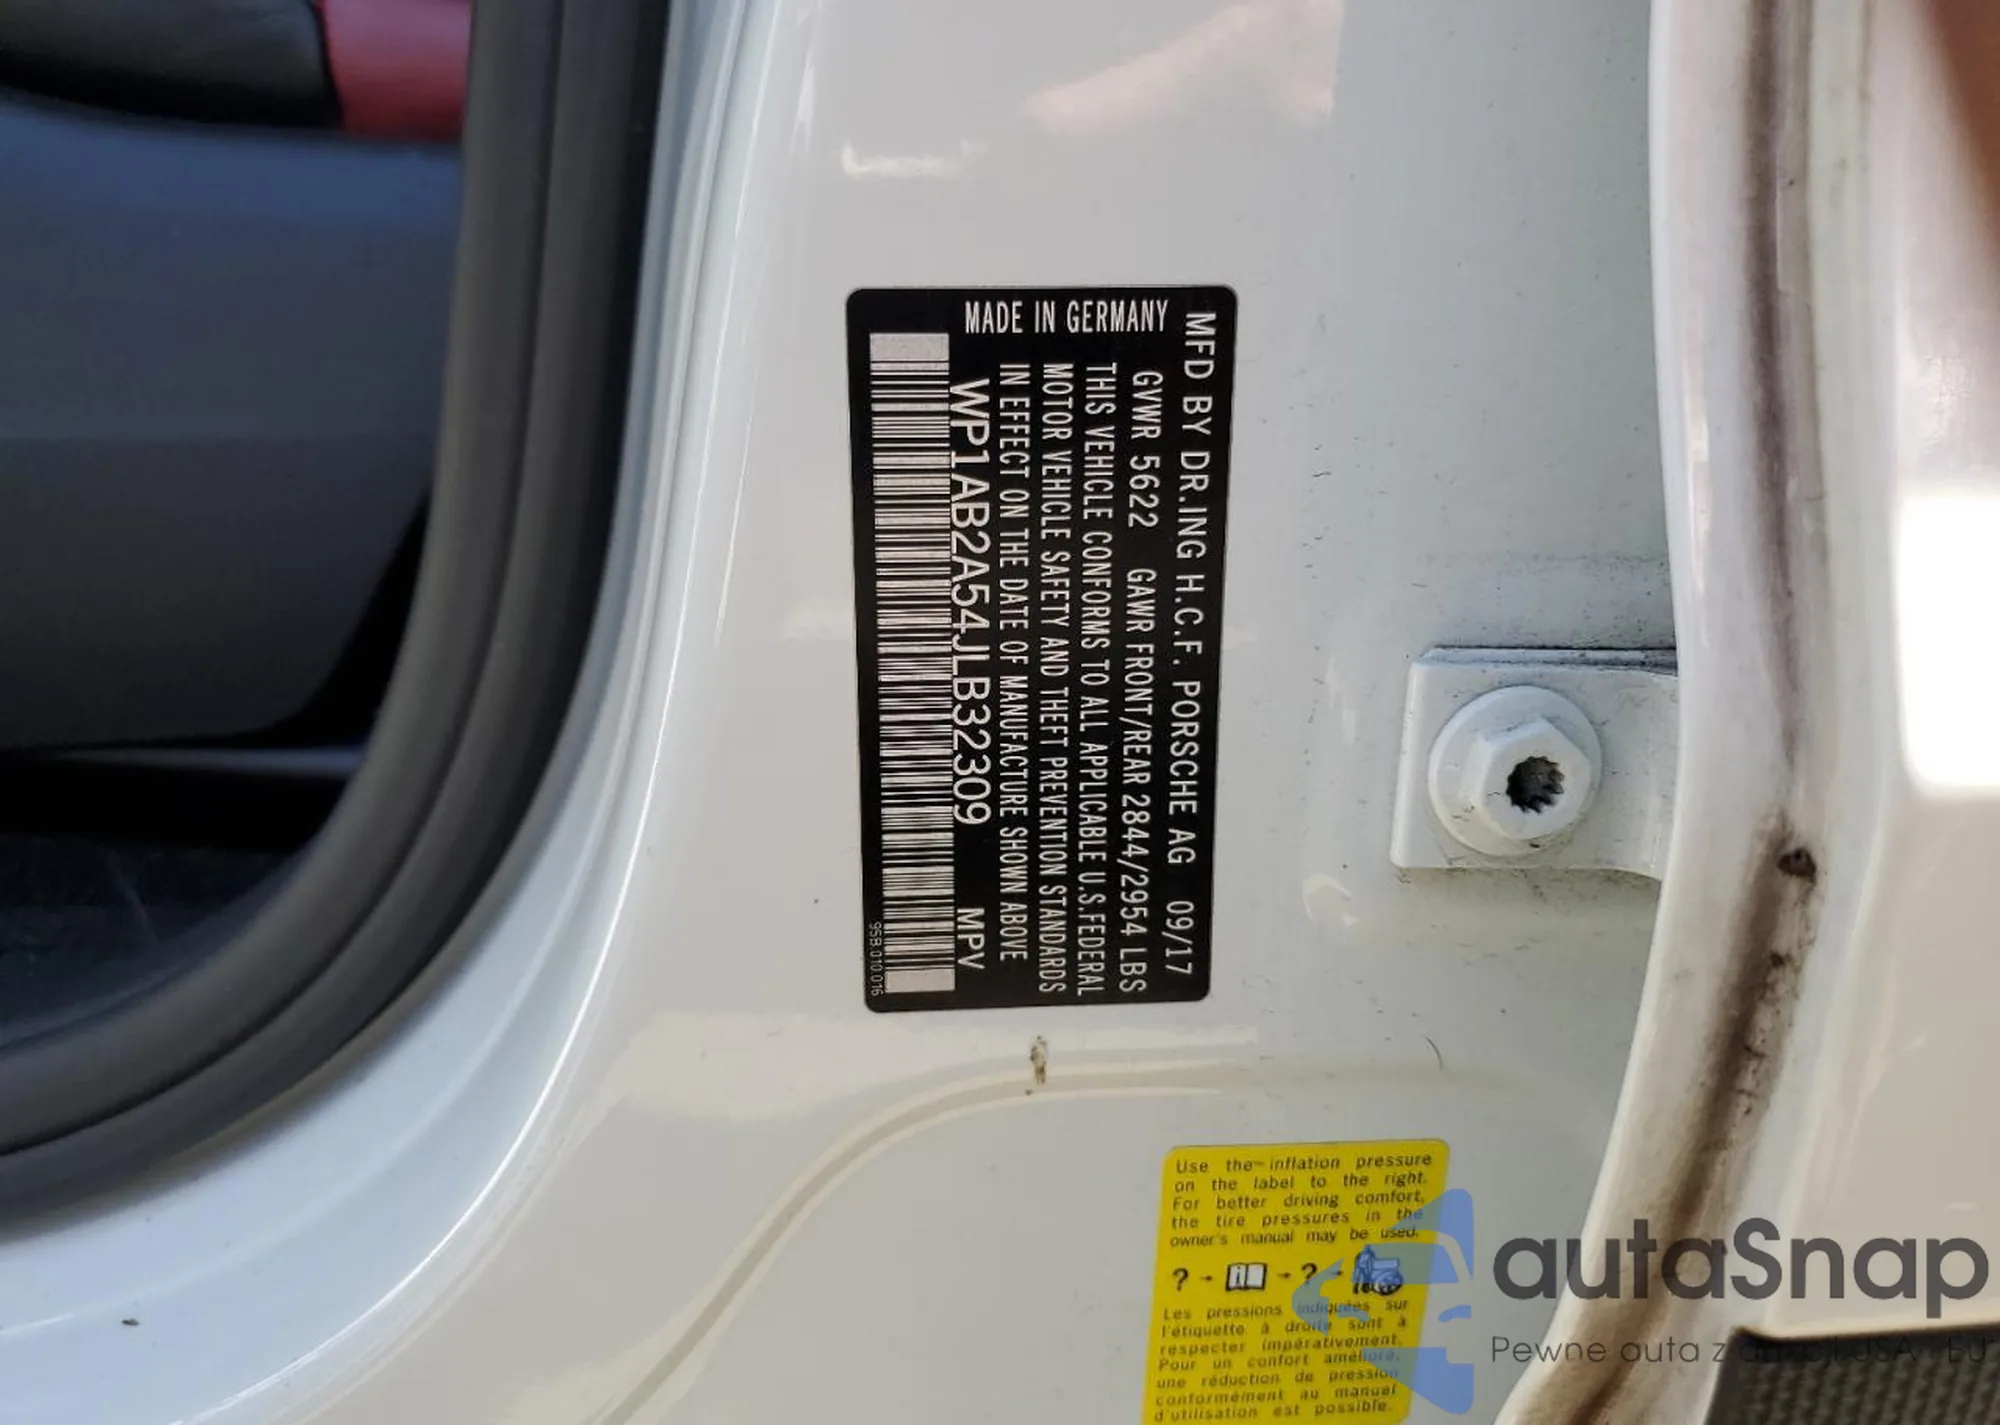 MFD BY DR.ING H.C.F. PORSCHE AG 09/17
GVWR 5622 GAWR FRONT/REAR 2844/2954 LBS
THIS VEHICLE CONFORMS TO ALL APPLICABLE U.S.FEDERAL
MOTOR VEHICLE SAFETY AND THEFT PREVENTION STANDARDS
IN EFFECT ON THE DATE OF MANUFACTURE SHOWN ABOVE
WP1AB2A54JLB32309 MPV
95B.010.016
MADE IN GERMANY
Use the inflation pressure
on the label to the right.
For better driving comfort,
the tire pressures in the
owner's manual may be used.
? - i - ? -
Les pressions indiquées sur
l'étiquette à droite sont à
respecter impérativement.
Pour un confort amélioré,
une réduction de pression
conformément au manuel
d'utilisation est possible.
autaSnap
Pewne auta z USA EU